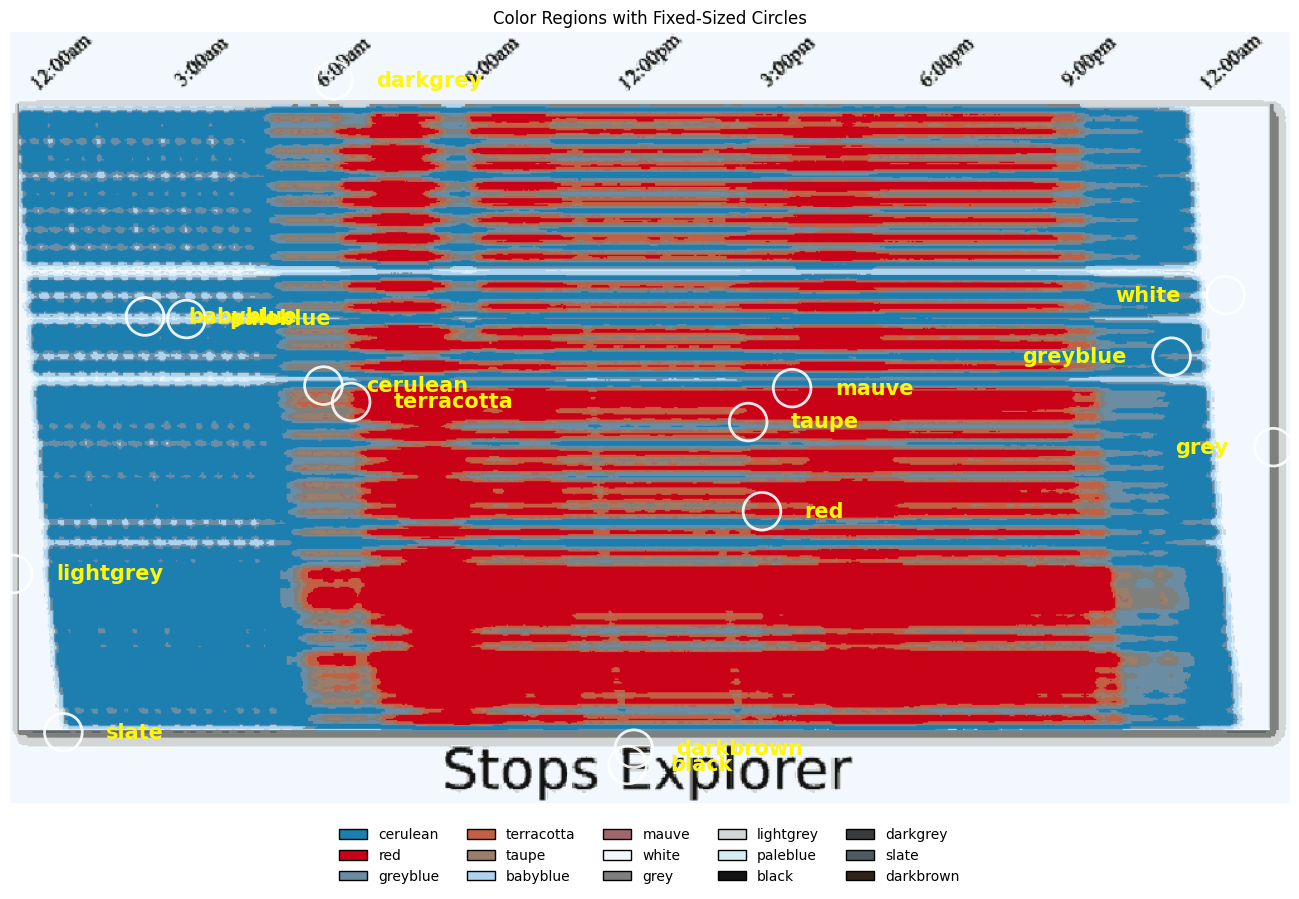 Color Regions with Fixed-Sized Circles
12:00am 3:00am 6:00am 9:00am 12:00pm 3:00pm 6:00pm 9:00pm 12:00am
darkgrey
white
babyblue paleblue
greyblue
cerulean mauve
terracotta
taupe
grey
red
lightgrey
slate
darkbrown
black
Stops Explorer
cerulean terracotta mauve lightgrey darkgrey
red taupe white paleblue slate
greyblue babyblue grey black darkbrown